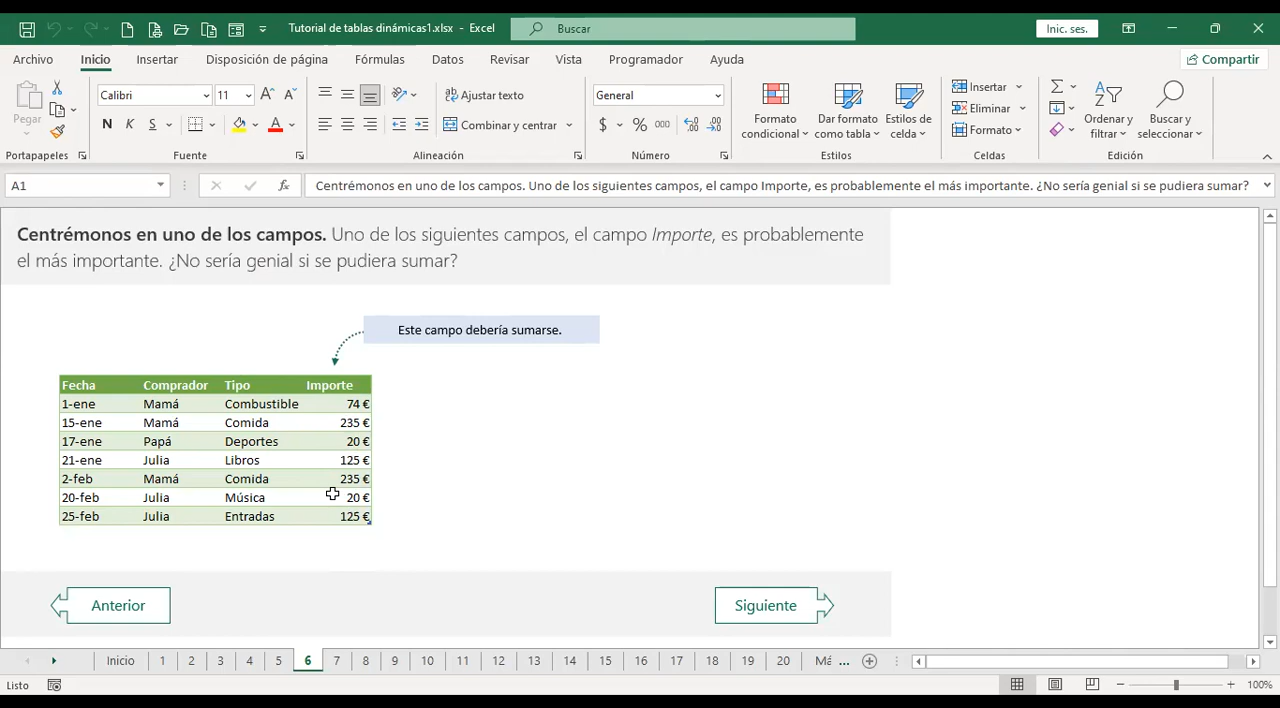 Tutorial de tablas dinámicas1.xlsx - Excel
Buscar
Inic. ses.
Archivo Inicio Insertar Disposición de página Fórmulas Datos Revisar Vista Programador Ayuda
Compartir
Pegar
Calibri 11
N K S
Ajustar texto
Combinar y centrar
General
$ % 000
Formato condicional
Dar formato como tabla
Estilos de celda
Insertar
Eliminar
Formato
Ordenar y filtrar
Buscar y seleccionar
Portapapeles Fuente Alineación Número Estilos Celdas Edición
A1
fx
Centrémonos en uno de los campos. Uno de los siguientes campos, el campo Importe, es probablemente el más importante. ¿No sería genial si se pudiera sumar?
Centrémonos en uno de los campos. Uno de los siguientes campos, el campo Importe, es probablemente
el más importante. ¿No sería genial si se pudiera sumar?
Este campo debería sumarse.
Fecha Comprador Tipo Importe
1-ene Mamá Combustible 74 €
15-ene Mamá Comida 235 €
17-ene Papá Deportes 20 €
21-ene Julia Libros 125 €
2-feb Mamá Comida 235 €
20-feb Julia Música 20 €
25-feb Julia Entradas 125 €
Anterior
Siguiente
Inicio 1 2 3 4 5 6 7 8 9 10 11 12 13 14 15 16 17 18 19 20 Má ...
Listo
100%